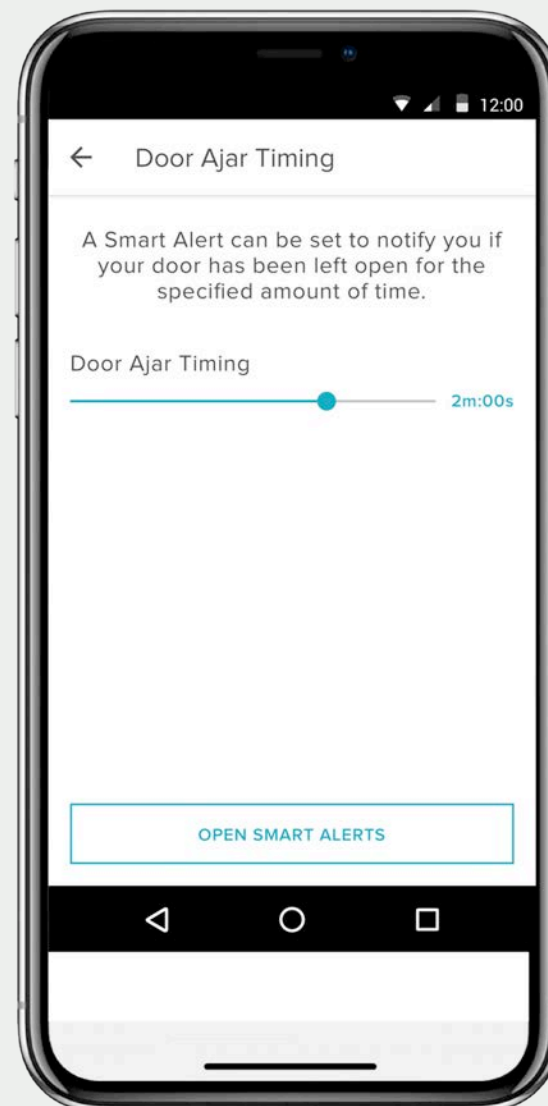 12:00
Door Ajar Timing
A Smart Alert can be set to notify you if
your door has been left open for the
specified amount of time.
Door Ajar Timing
2m:00s
OPEN SMART ALERTS